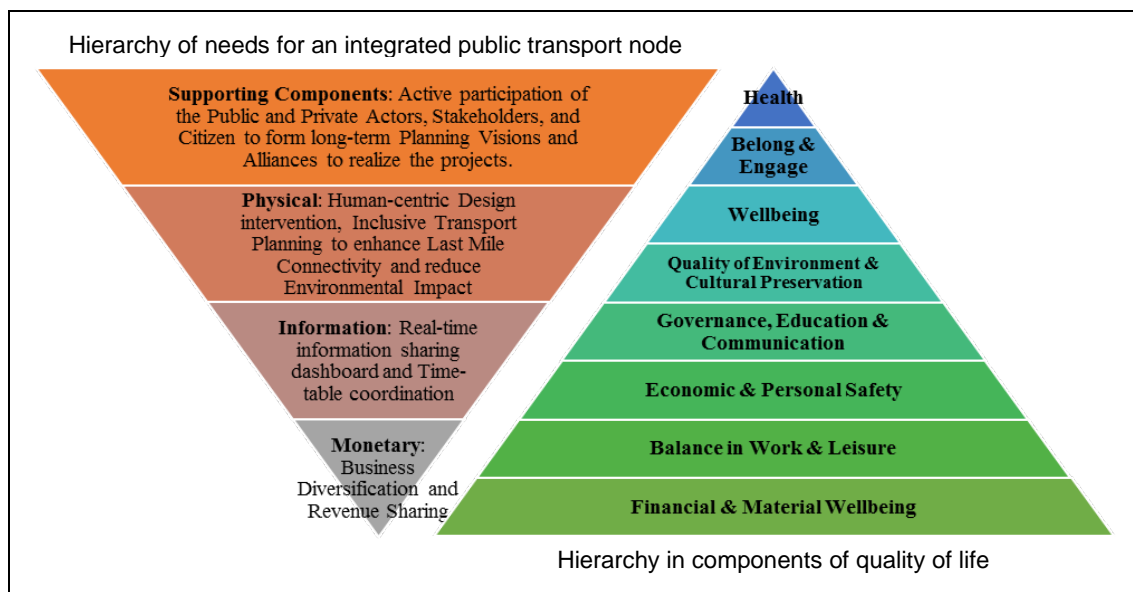 Hierarchy of needs for an integrated public transport node
Supporting Components: Active participation of
the Public and Private Actors, Stakeholders, and
Citizen to form long-term Planning Visions and
Alliances to realize the projects.
Physical: Human-centric Design
intervention, Inclusive Transport
Planning to enhance Last Mile
Connectivity and reduce
Environmental Impact
Information: Real-time
information sharing
dashboard and Time-
table coordination
Monetary:
Business
Diversification and
Revenue Sharing
Health
Belong &
Engage
Wellbeing
Quality of Environment &
Cultural Preservation
Governance, Education &
Communication
Economic & Personal Safety
Balance in Work & Leisure
Financial & Material Wellbeing
Hierarchy in components of quality of life